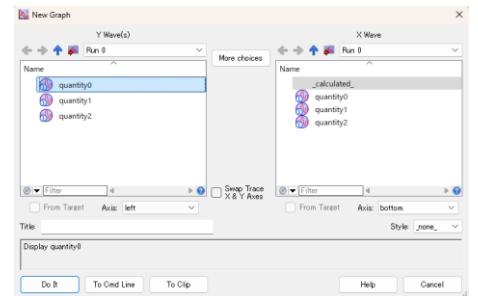 New Graph
Y Wave(s)
X Wave
Run 0
More choices
Run 0
Name
quantity0
quantity1
quantity2
Name
_calculated_
quantity0
quantity1
quantity2
Filter
Swap Trace
X & Y Axes
Filter
From Target
Axis: left
From Target
Axis: bottom
Title:
Style: _none_
Display quantity0
Do It
To Cmd Line
To Clip
Help
Cancel